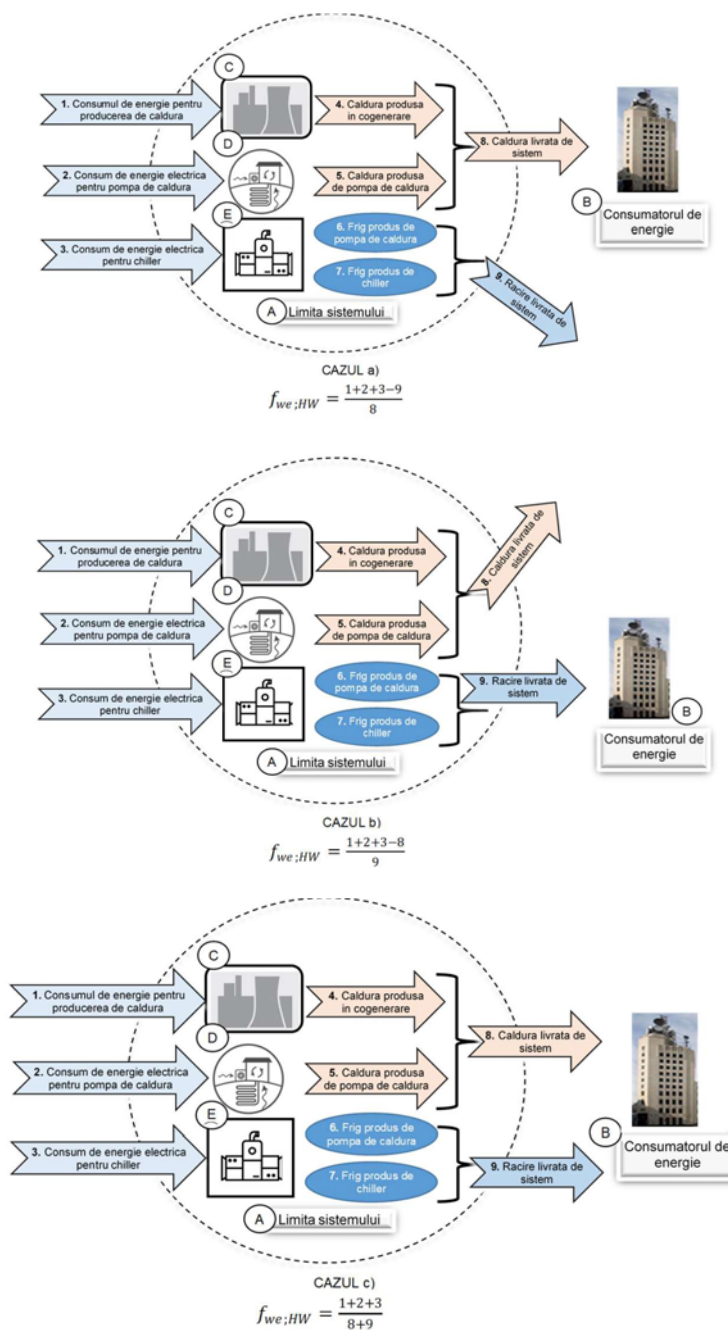 C
1. Consumul de energie pentru
producerea de caldura
4. Caldura produsa
in cogenerare
8. Caldura livrata de
sistem
D
2. Consum de energie electrica
pentru pompa de caldura
5. Caldura produsa
de pompa de caldura
B
Consumatorul de
energie
E
3. Consum de energie electrica
pentru chiller
6. Frig produs de
pompa de caldura
7. Frig produs de
chiller
9. Racire livrata de
sistem
A
Limita sistemului
CAZUL a)
f_{we;HW} = \frac{1+2+3-9}{8}
C
1. Consumul de energie pentru
producerea de caldura
4. Caldura produsa
in cogenerare
8. Caldura livrata de
sistem
D
2. Consum de energie electrica
pentru pompa de caldura
5. Caldura produsa
de pompa de caldura
E
3. Consum de energie electrica
pentru chiller
6. Frig produs de
pompa de caldura
7. Frig produs de
chiller
9. Racire livrata de
sistem
B
Consumatorul de
energie
A
Limita sistemului
CAZUL b)
f_{we;HW} = \frac{1+2+3-8}{9}
C
1. Consumul de energie pentru
producerea de caldura
4. Caldura produsa
in cogenerare
8. Caldura livrata de
sistem
D
2. Consum de energie electrica
pentru pompa de caldura
5. Caldura produsa
de pompa de caldura
E
3. Consum de energie electrica
pentru chiller
6. Frig produs de
pompa de caldura
7. Frig produs de
chiller
9. Racire livrata de
sistem
B
Consumatorul de
energie
A
Limita sistemului
CAZUL c)
f_{we;HW} = \frac{1+2+3}{8+9}